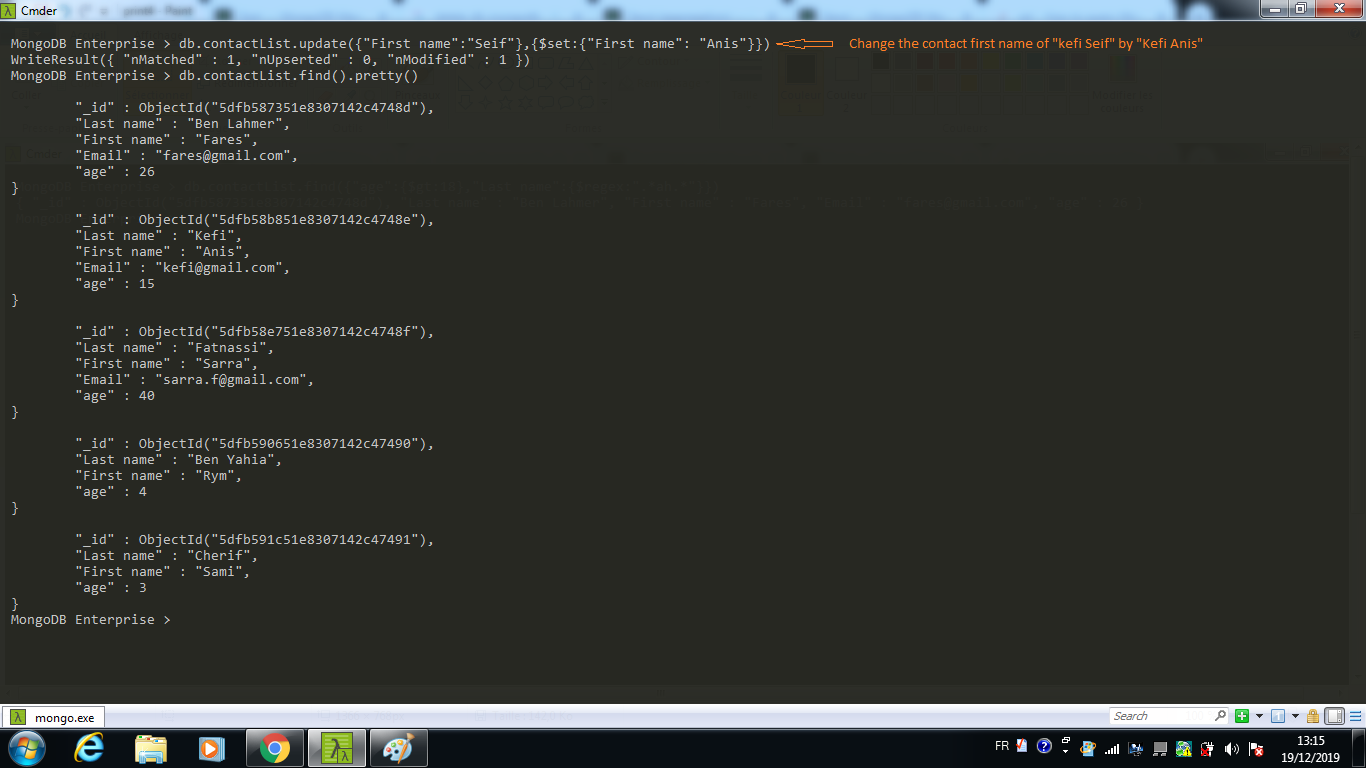 Cmder
MongoDB Enterprise > db.contactList.update({"First name":"Seif"},{$set:{"First name": "Anis"}}) Change the contact first name of "kefi Seif" by "Kefi Anis"
WriteResult({ "nMatched" : 1, "nUpserted" : 0, "nModified" : 1 })
MongoDB Enterprise > db.contactList.find().pretty()
"_id" : ObjectId("5dfb587351e8307142c4748d"),
"Last name" : "Ben Lahmer",
"First name" : "Fares",
"Email" : "fares@gmail.com",
"age" : 26
}
"_id" : ObjectId("5dfb58b851e8307142c4748e"),
"Last name" : "Kefi",
"First name" : "Anis",
"Email" : "kefi@gmail.com",
"age" : 15
}
"_id" : ObjectId("5dfb58e751e8307142c4748f"),
"Last name" : "Fatnassi",
"First name" : "Sarra",
"Email" : "sarra.f@gmail.com",
"age" : 40
}
"_id" : ObjectId("5dfb590651e8307142c47490"),
"Last name" : "Ben Yahia",
"First name" : "Rym",
"age" : 4
}
"_id" : ObjectId("5dfb591c51e8307142c47491"),
"Last name" : "Cherif",
"First name" : "Sami",
"age" : 3
}
MongoDB Enterprise >
mongo.exe
Search
FR
13:15
19/12/2019